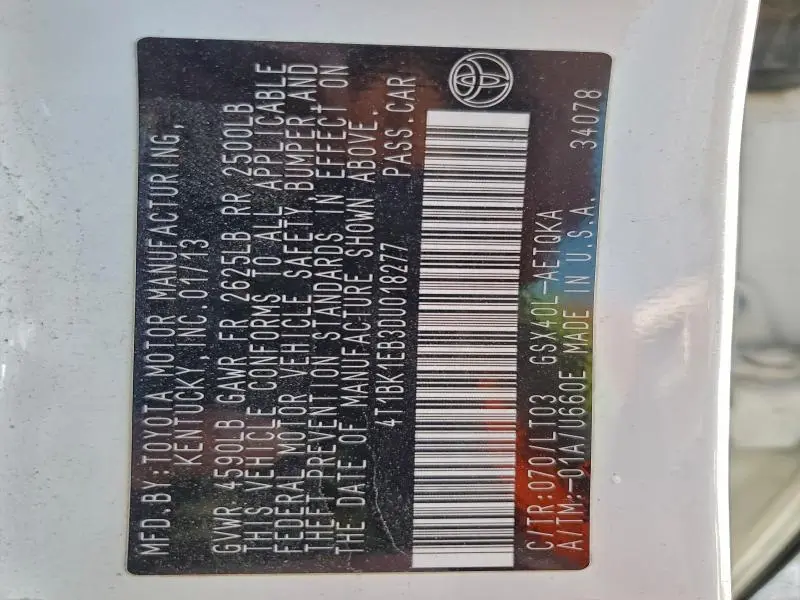 MFD.BY:TOYOTA MOTOR MANUFACTURING,
KENTUCKY,INC 01/13
GVWR 4590LB GAWR FR 2625LB RR 2500LB
THIS VEHICLE CONFORMS TO ALL APPLICABLE
FEDERAL MOTOR VEHICLE SAFETY, BUMPER, AND
THEFT PREVENTION STANDARDS IN EFFECT ON
THE DATE OF MANUFACTURE SHOWN ABOVE.
4T1BK1EB3DU018277 PASS.CAR
C/TR:070/LT03 GSX40L-AETQKA
A/TM:-01A/U660E MADE IN U.S.A. 34078